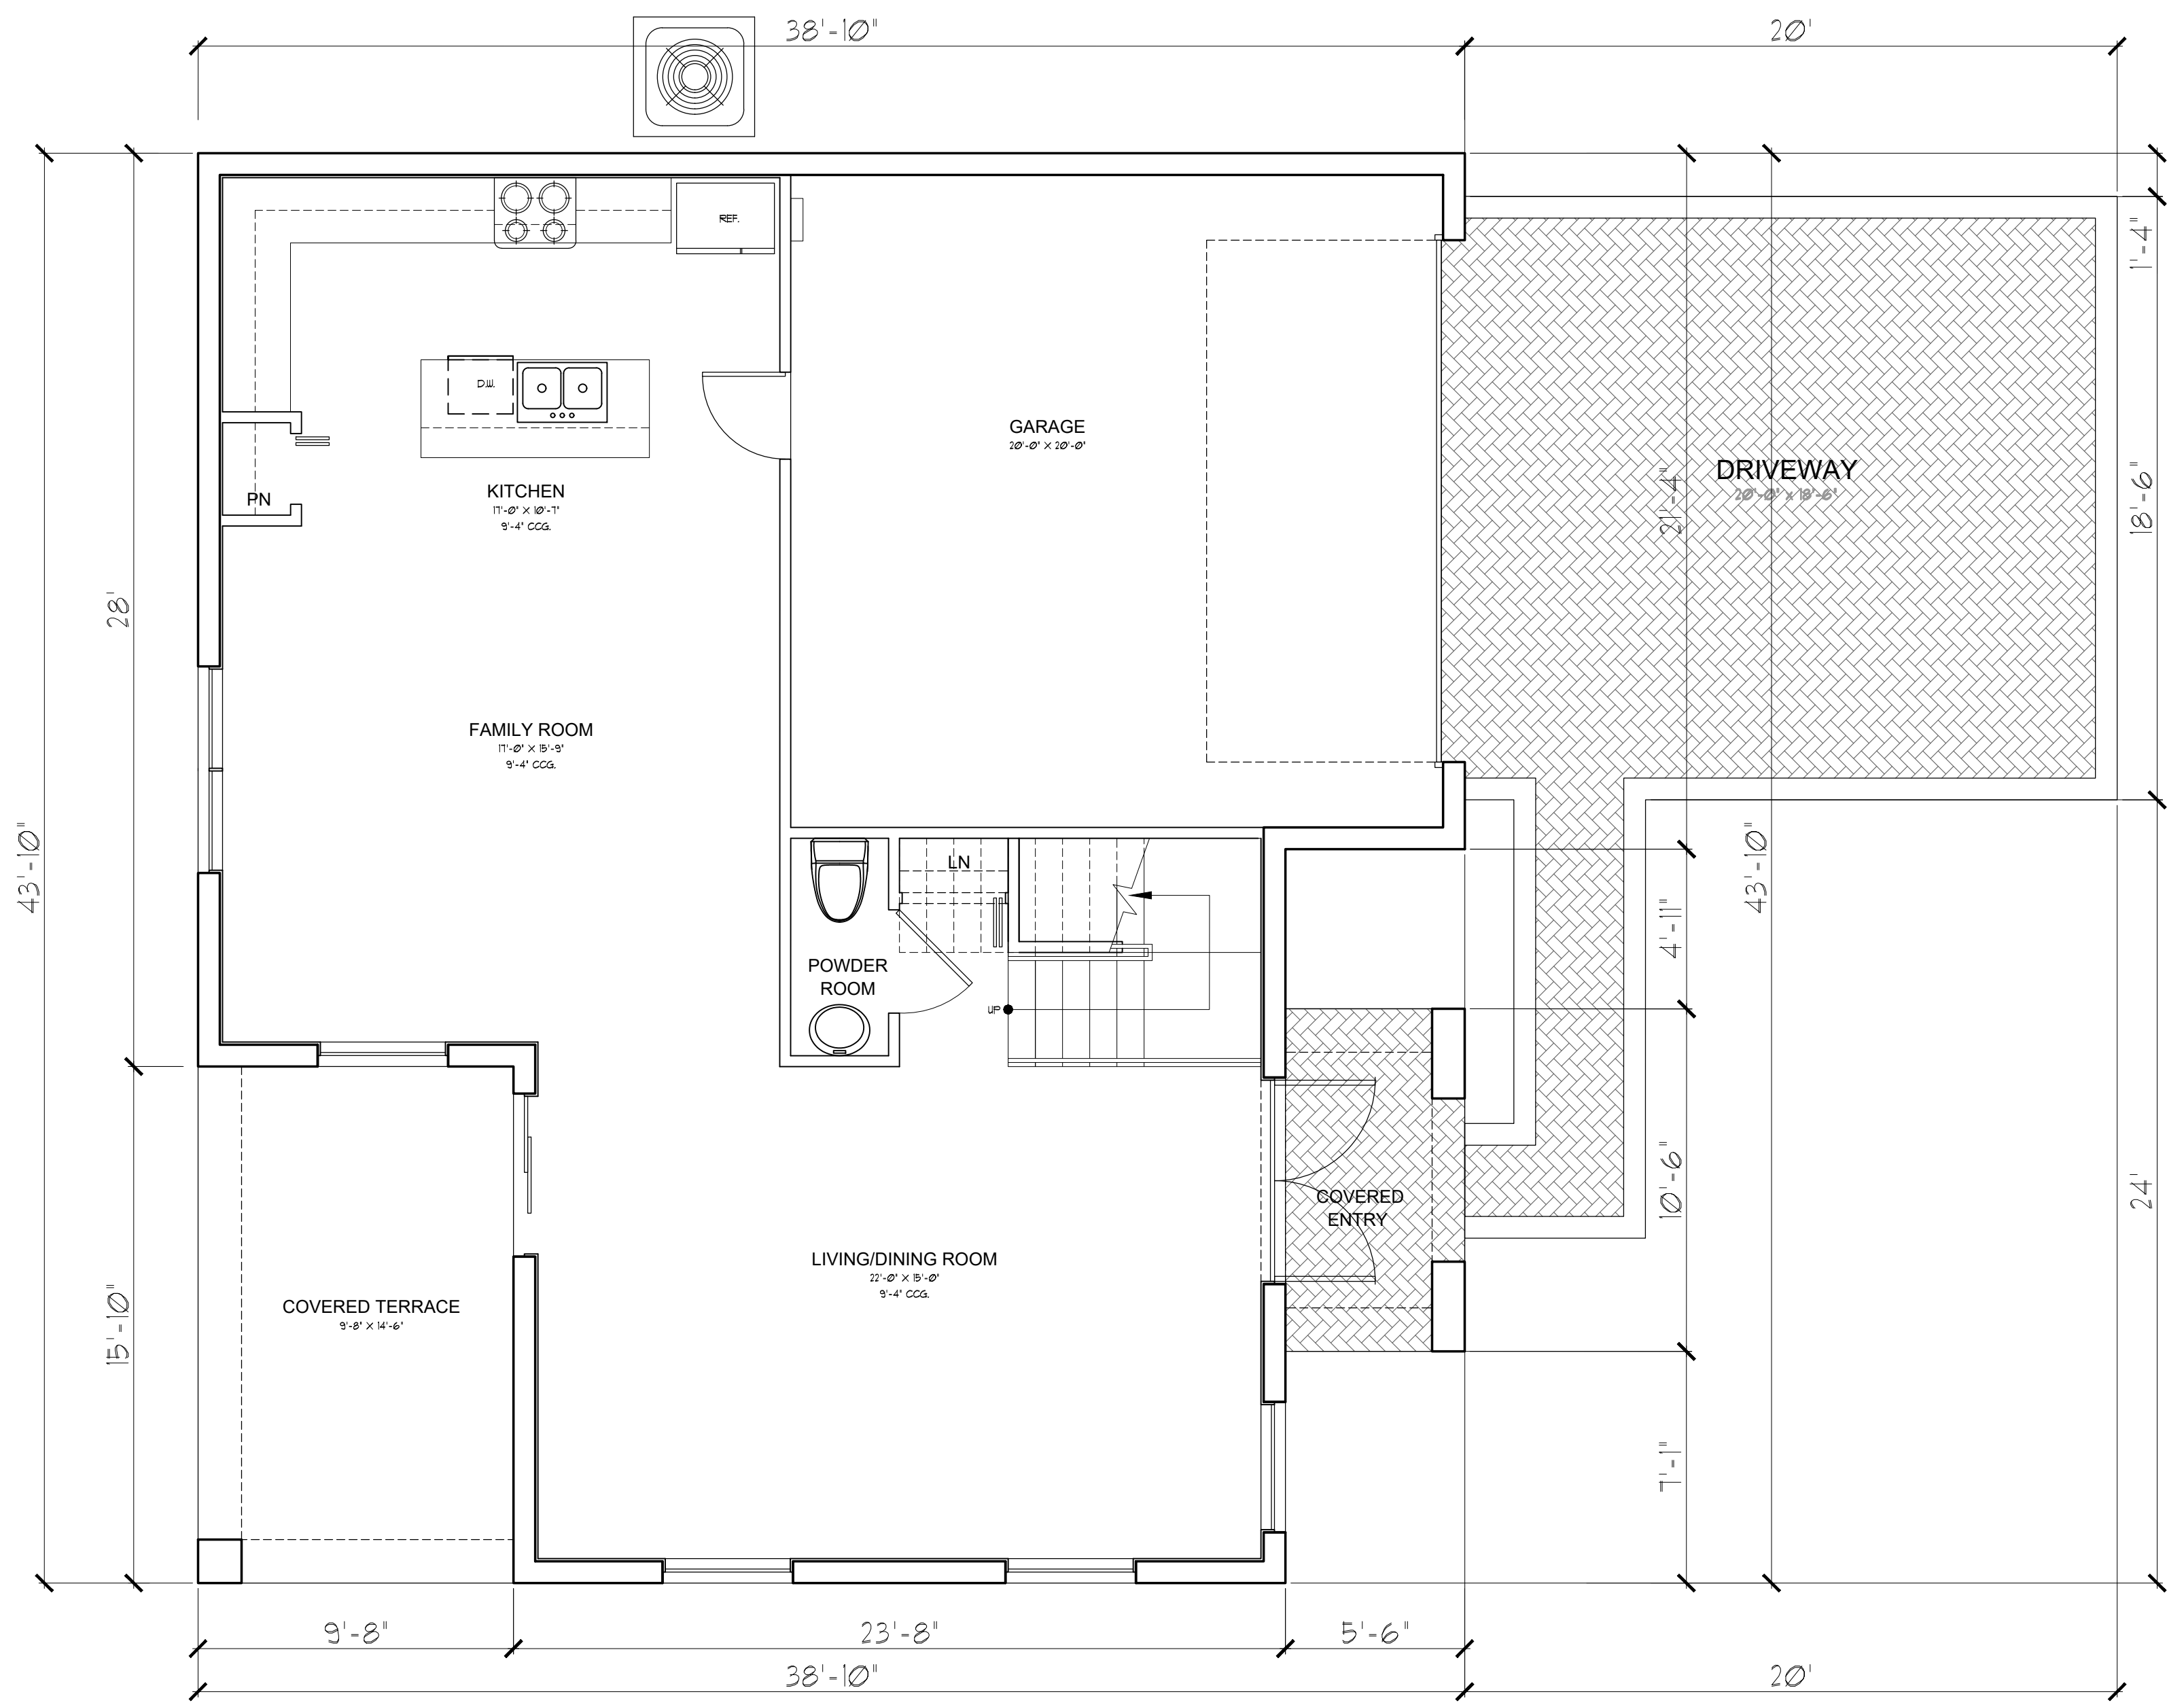 38'-10"
20'
REF.
1'-4"
D.W.
GARAGE
20'-0" X 20'-0"
DRIVEWAY
20'-0" x 18'-6"
21'-4"
18'-6"
KITCHEN
17'-0" X 10'-7"
9'-4" CCG.
PN
28'
FAMILY ROOM
17'-0" X 15'-9"
9'-4" CCG.
43'-10"
43'-10"
LN
4'-11"
POWDER
ROOM
UP
10'-6"
24'
COVERED
ENTRY
LIVING/DINING ROOM
22'-0" X 15'-0"
9'-4" CCG.
COVERED TERRACE
9'-8" X 14'-6"
15'-10"
7'-1"
9'-8"
23'-8"
5'-6"
38'-10"
20'